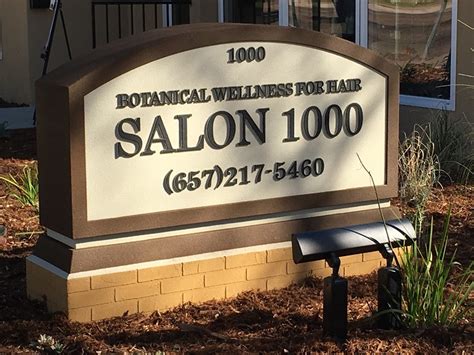 1000
BOTANICAL WELLNESS FOR HAIR
SALON 1000
(657)217-5460